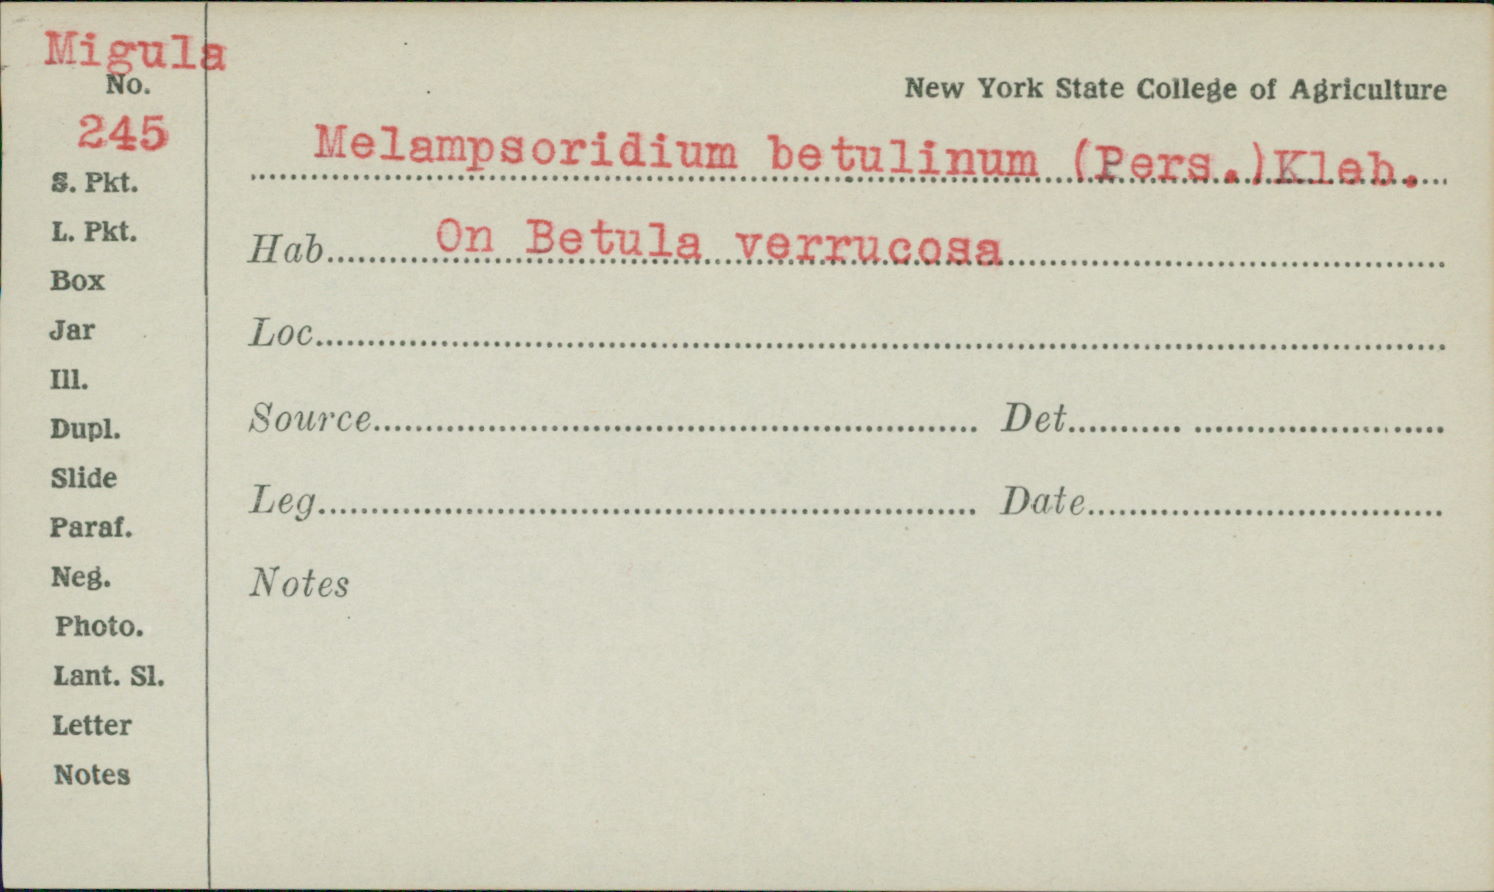 Migula
No.
245
New York State College of Agriculture
Melampsoridium betulinum (Pers.)Kleb.
Hab. On Betula verrucosa
Loc.
Source Det.
Leg. Date
Notes
S. Pkt.
L. Pkt.
Box
Jar
Ill.
Dupl.
Slide
Paraf.
Neg.
Photo.
Lant. Sl.
Letter
Notes